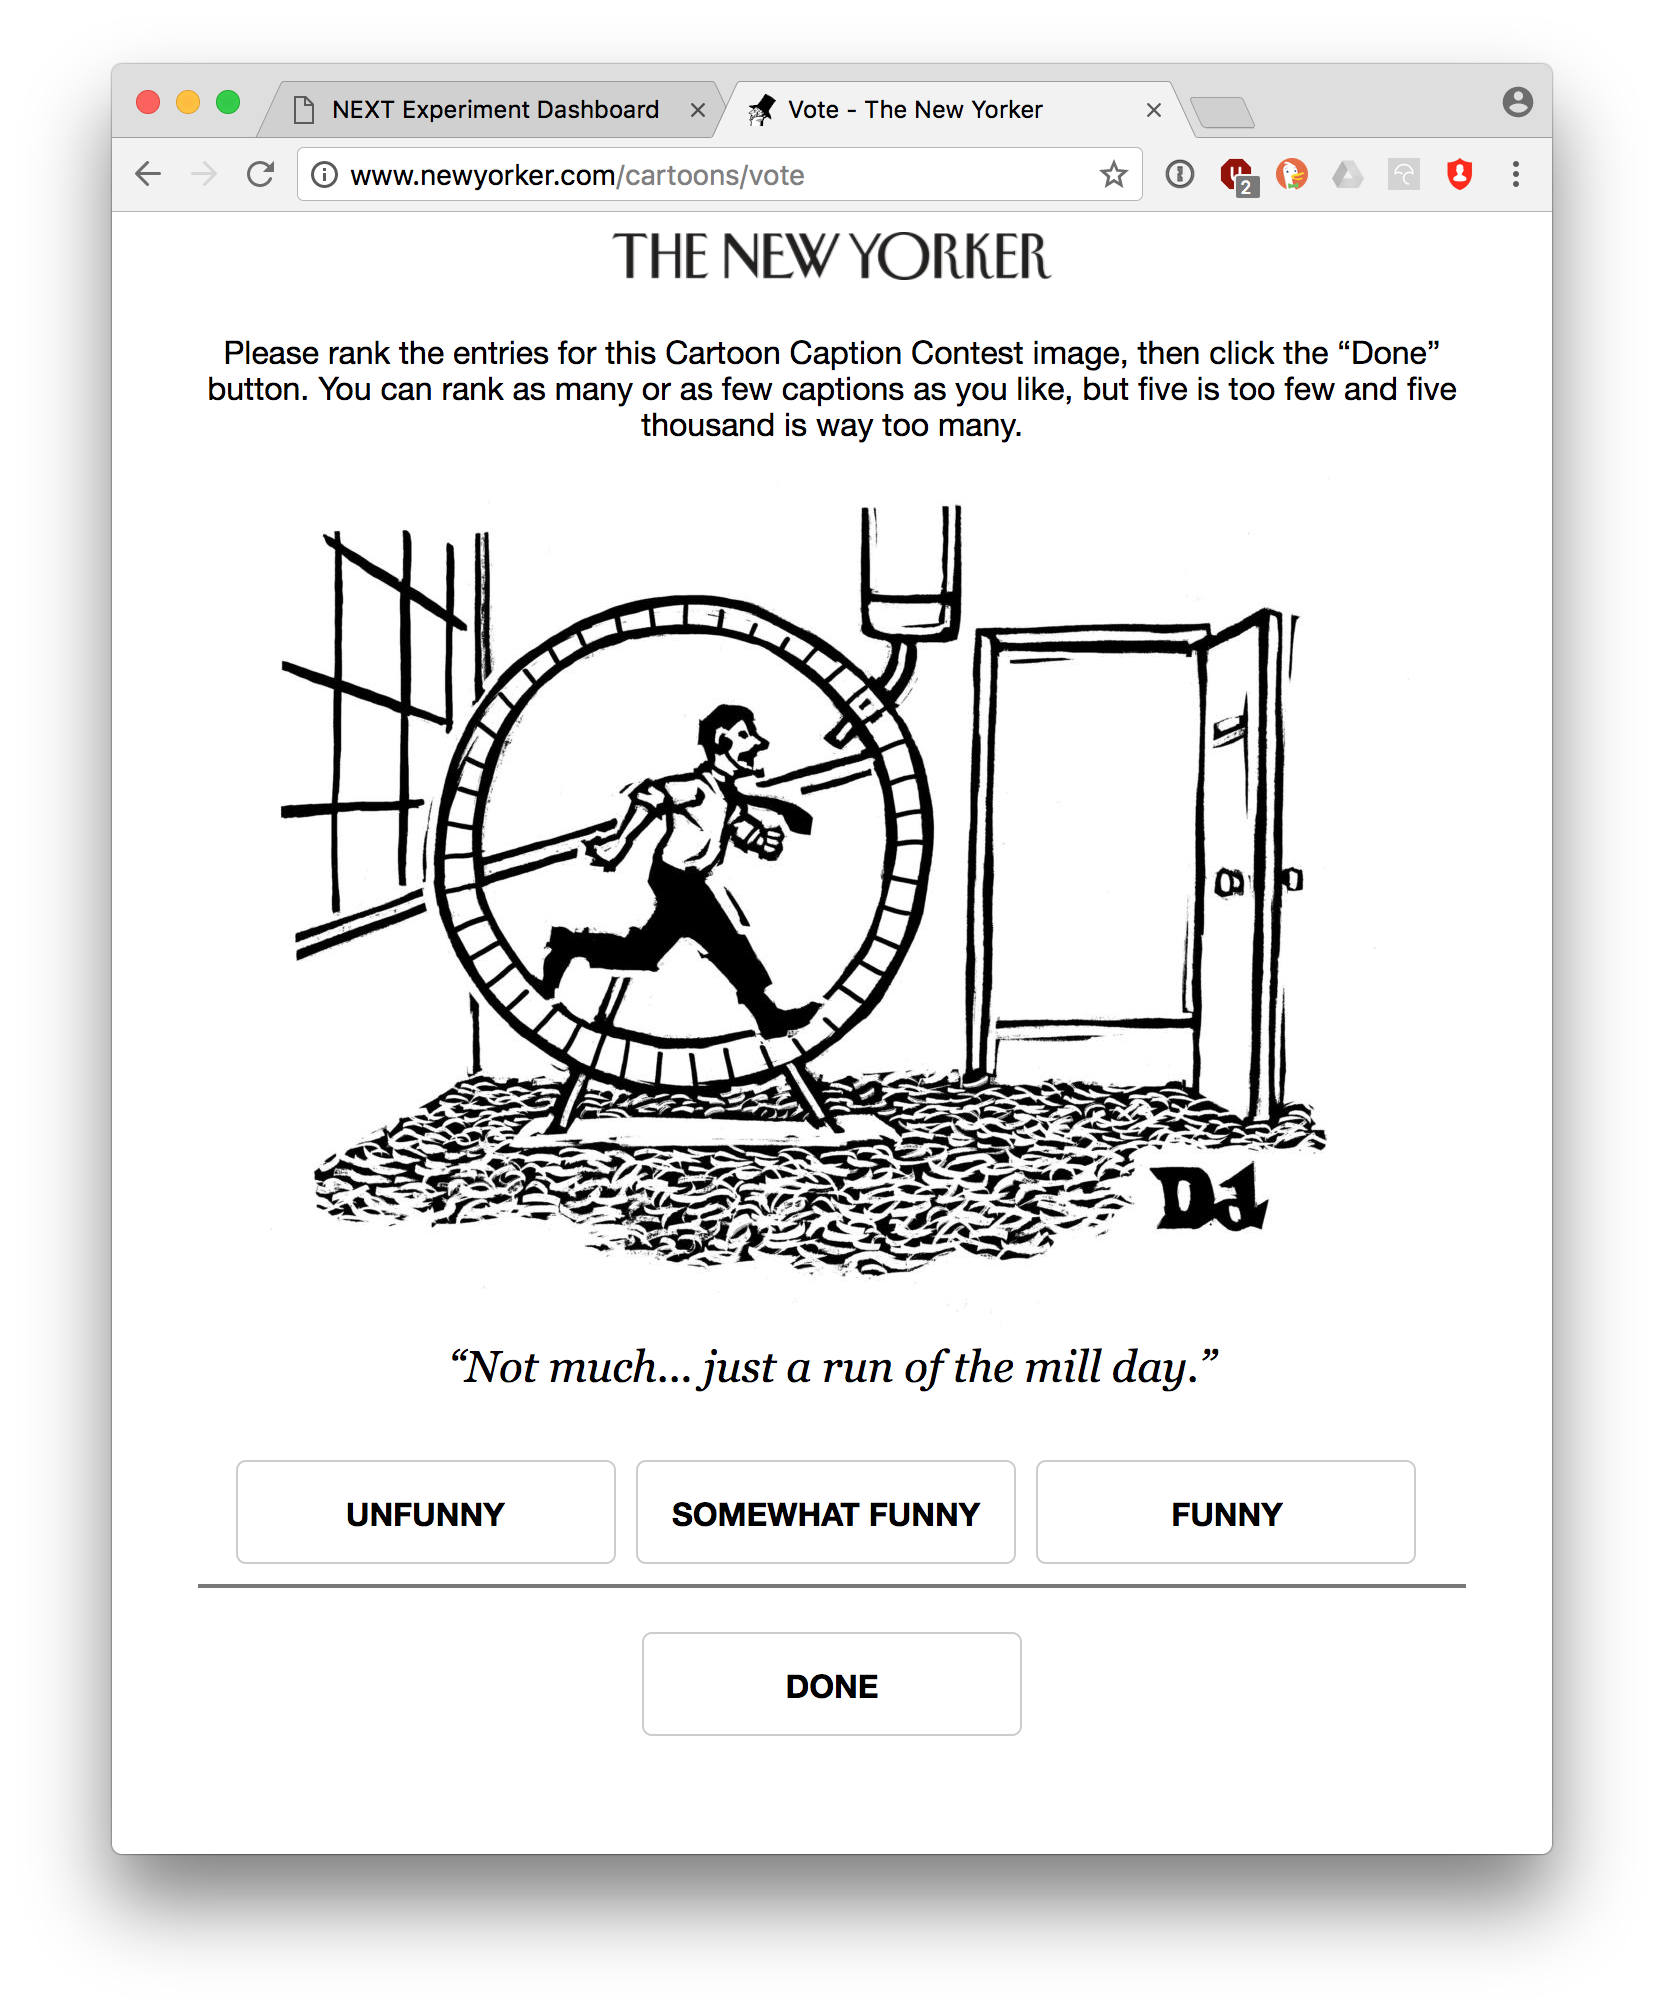 NEXT Experiment Dashboard
Vote - The New Yorker
www.newyorker.com/cartoons/vote
2
THE NEW YORKER
Please rank the entries for this Cartoon Caption Contest image, then click the “Done”
button. You can rank as many or as few captions as you like, but five is too few and five
thousand is way too many.
Dd
“Not much... just a run of the mill day.”
UNFUNNY
SOMEWHAT FUNNY
FUNNY
DONE